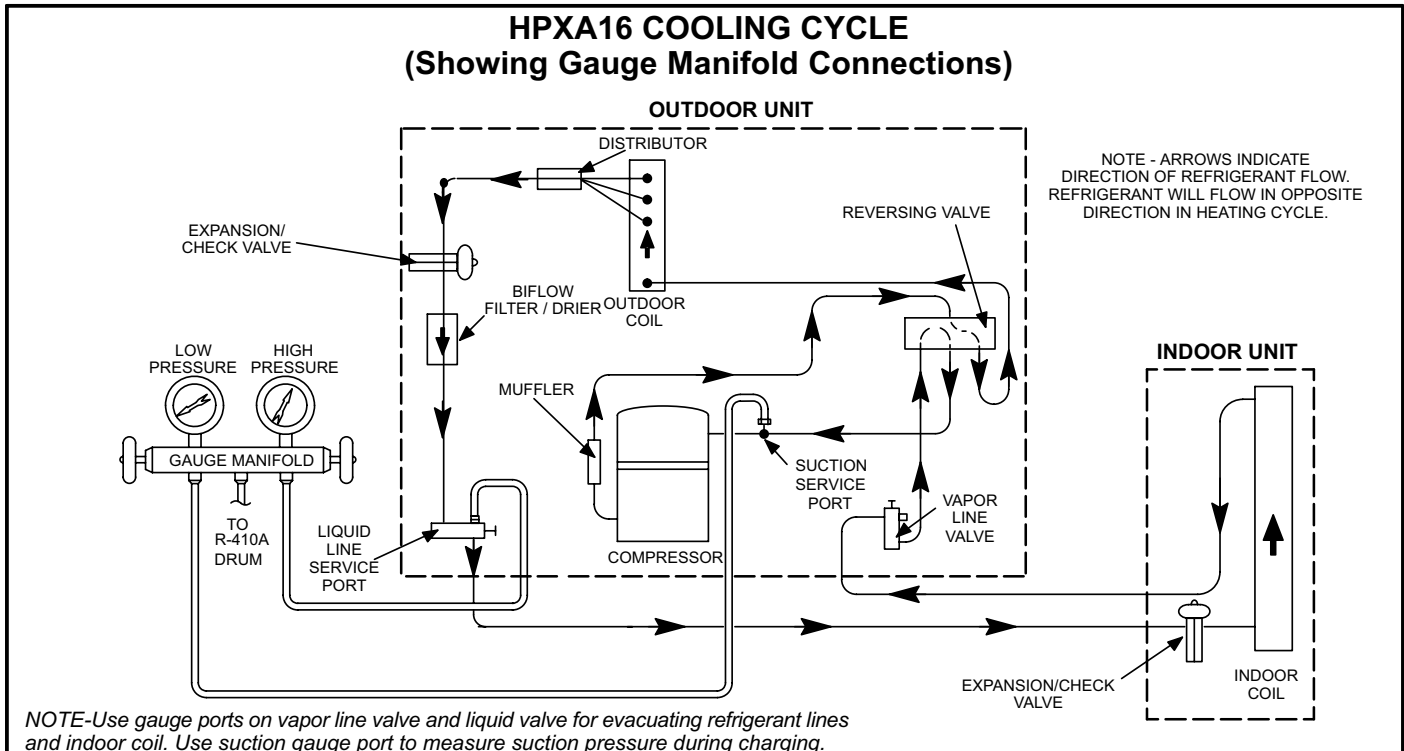 HPXA16 COOLING CYCLE
(Showing Gauge Manifold Connections)
OUTDOOR UNIT
DISTRIBUTOR
NOTE - ARROWS INDICATE
DIRECTION OF REFRIGERANT FLOW.
REFRIGERANT WILL FLOW IN OPPOSITE
DIRECTION IN HEATING CYCLE.
REVERSING VALVE
EXPANSION/
CHECK VALVE
BIFLOW
FILTER / DRIER
OUTDOOR
COIL
LOW
PRESSURE
HIGH
PRESSURE
INDOOR UNIT
MUFFLER
GAUGE MANIFOLD
SUCTION
SERVICE
PORT
VAPOR
LINE
VALVE
TO
R-410A
DRUM
LIQUID
LINE
SERVICE
PORT
COMPRESSOR
EXPANSION/CHECK
VALVE
INDOOR
COIL
NOTE-Use gauge ports on vapor line valve and liquid valve for evacuating refrigerant lines
and indoor coil. Use suction gauge port to measure suction pressure during charging.